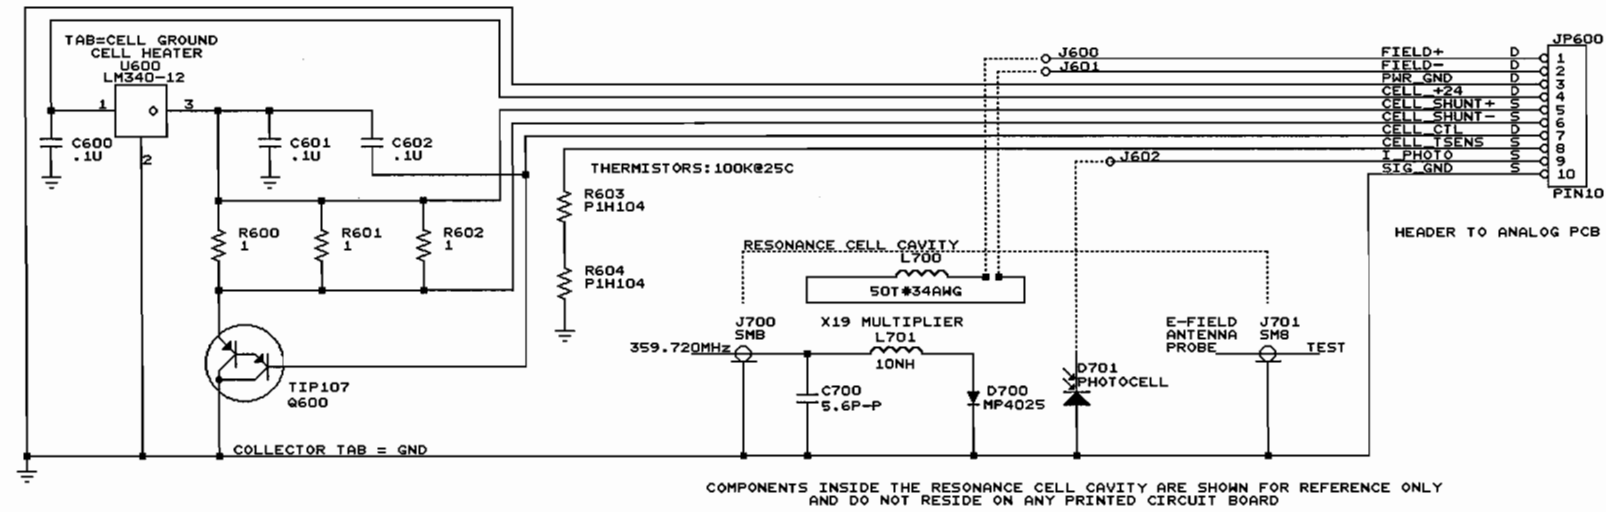 TAB=CELL GROUND
CELL HEATER
U600
LM340-12
1
3
2
C600
.1U
C601
.1U
C602
.1U
R600
1
R601
1
R602
1
TIP107
Q600
COLLECTOR TAB = GND
THERMISTORS:100K@25C
R603
P1H104
R604
P1H104
RESONANCE CELL CAVITY
L700
50T#34AWG
J700
SMB
359.720MHz
X19 MULTIPLIER
L701
10NH
C700
5.6P-P
D700
MP4025
D701
PHOTOCELL
E-FIELD
ANTENNA
PROBE
J701
SM8
TEST
J600
J601
J602
JP600
FIELD+ D 1
FIELD- D 2
PWR_GND D 3
CELL_+24 D 4
CELL_SHUNT+ S 5
CELL_SHUNT- S 6
CELL_CTL D 7
CELL_TSENS S 8
I_PHOTO S 9
SIG_GND S 10
PIN10
HEADER TO ANALOG PCB
COMPONENTS INSIDE THE RESONANCE CELL CAVITY ARE SHOWN FOR REFERENCE ONLY
AND DO NOT RESIDE ON ANY PRINTED CIRCUIT BOARD